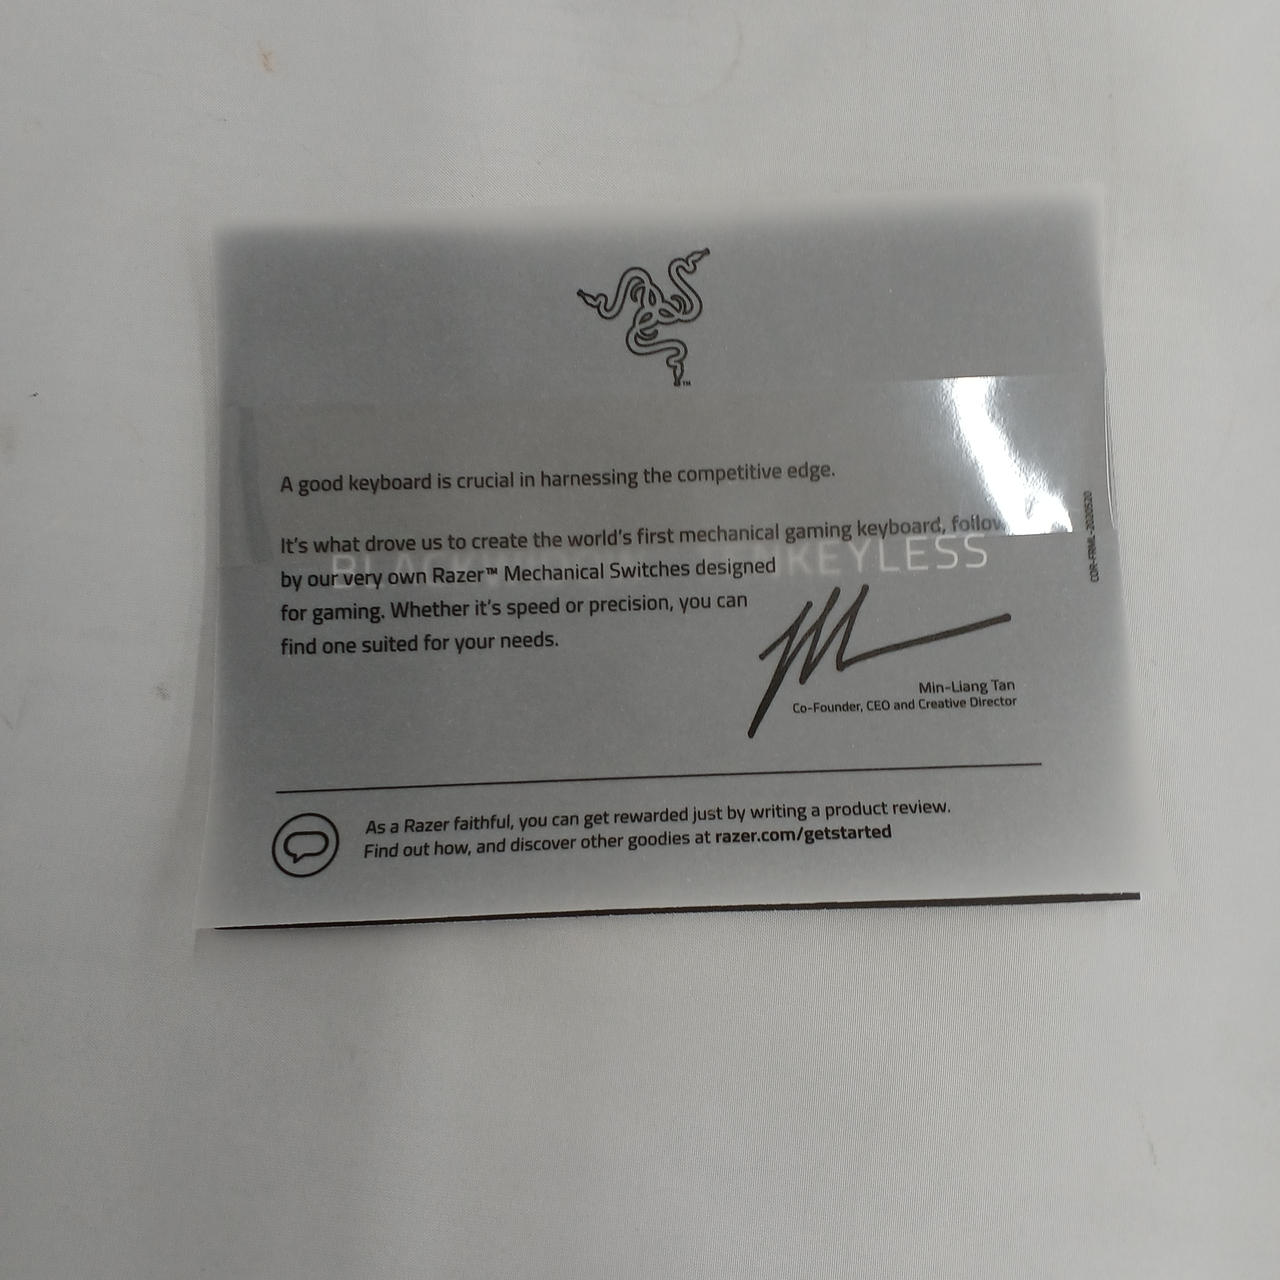 A good keyboard is crucial in harnessing the competitive edge.
It's what drove us to create the world's first mechanical gaming keyboard,
by our very own Razer™ Mechanical Switches designed
for gaming. Whether it's speed or precision, you can
find one suited for your needs.
Min-Liang Tan
Co-Founder, CEO and Creative Director
As a Razer faithful, you can get rewarded just by writing a product review.
Find out how, and discover other goodies at razer.com/getstarted